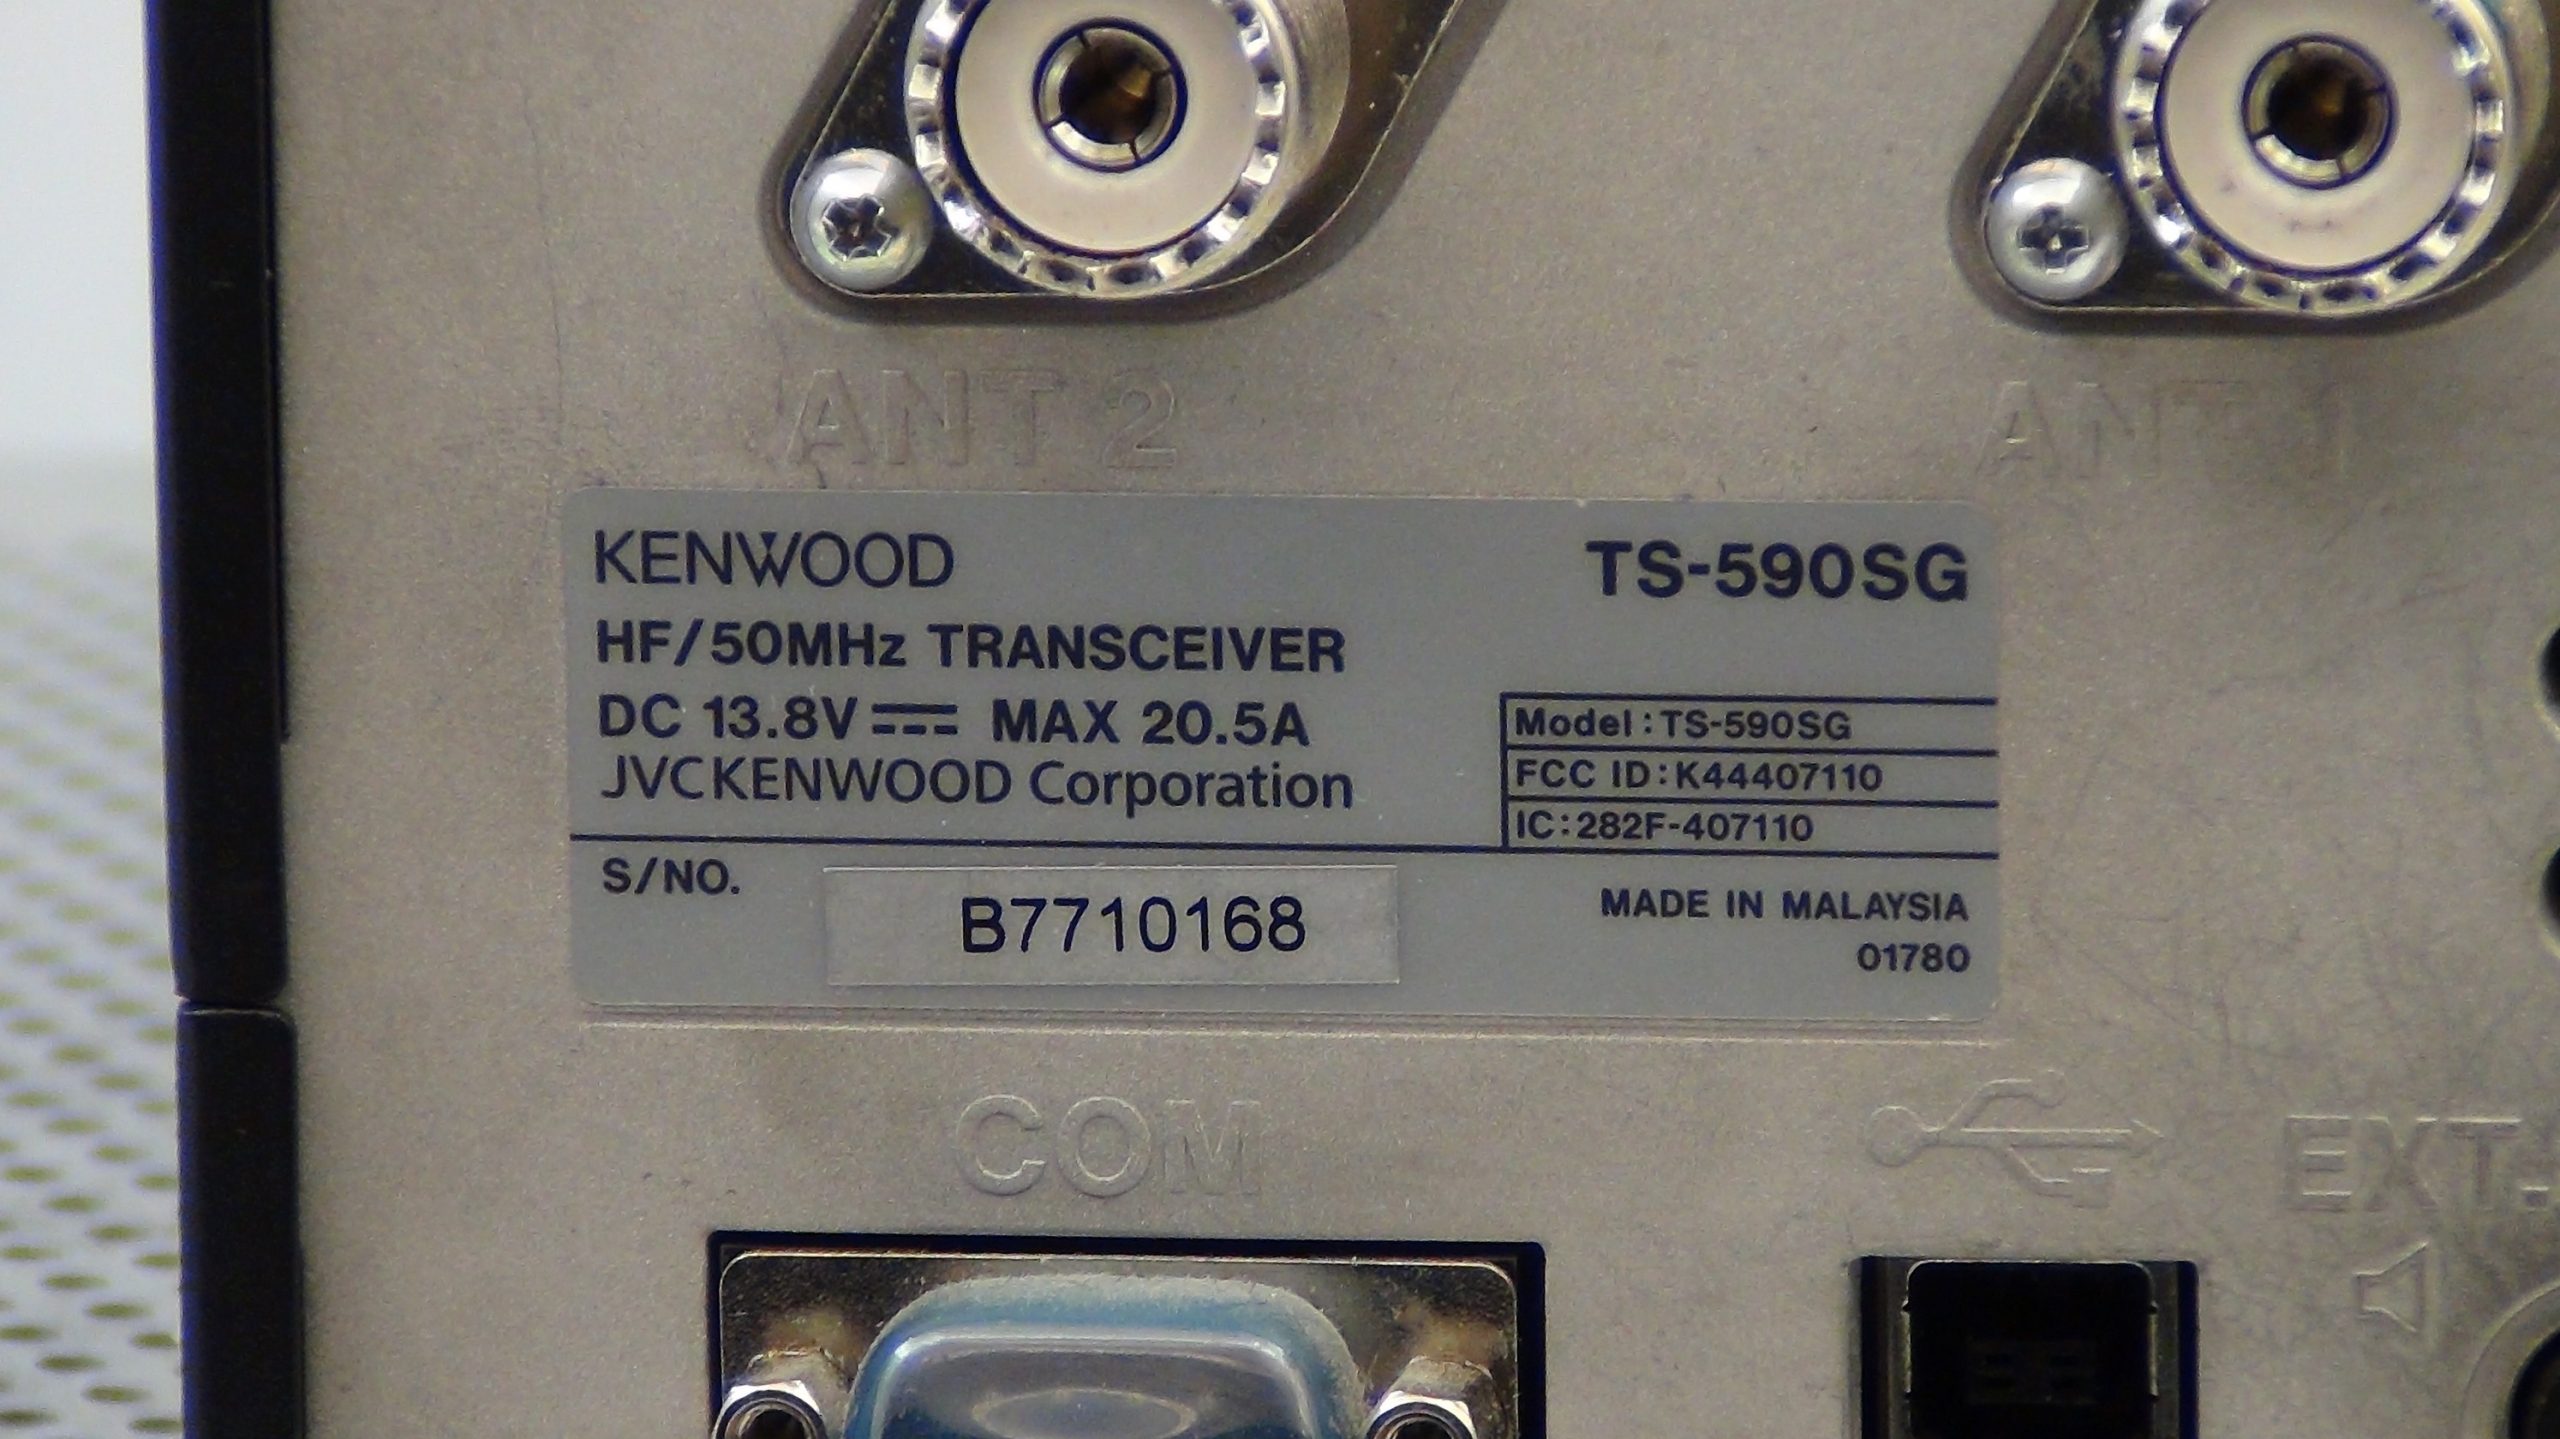 ANT 2
ANT 1
KENWOOD
TS-590SG
HF/50MHz TRANSCEIVER
DC 13.8V MAX 20.5A
JVCKENWOOD Corporation
Model:TS-590SG
FCC ID:K44407110
IC:282F-407110
S/NO.
B7710168
MADE IN MALAYSIA
01780
COM
EXT.